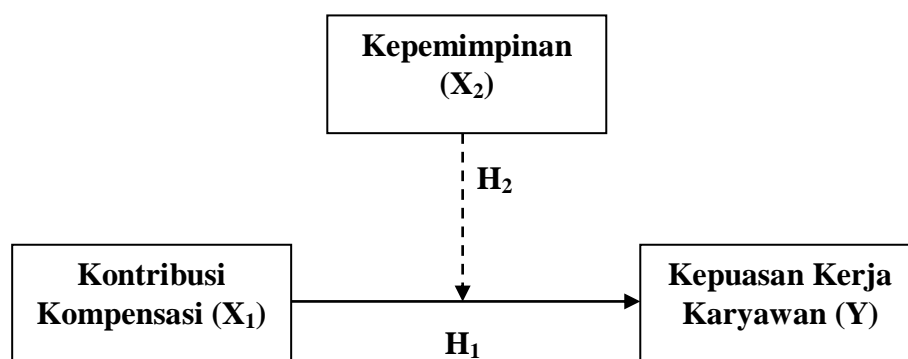 Kepemimpinan
(X₂)
H₂
Kontribusi
Kompensasi (X₁)
Kepuasan Kerja
Karyawan (Y)
H₁